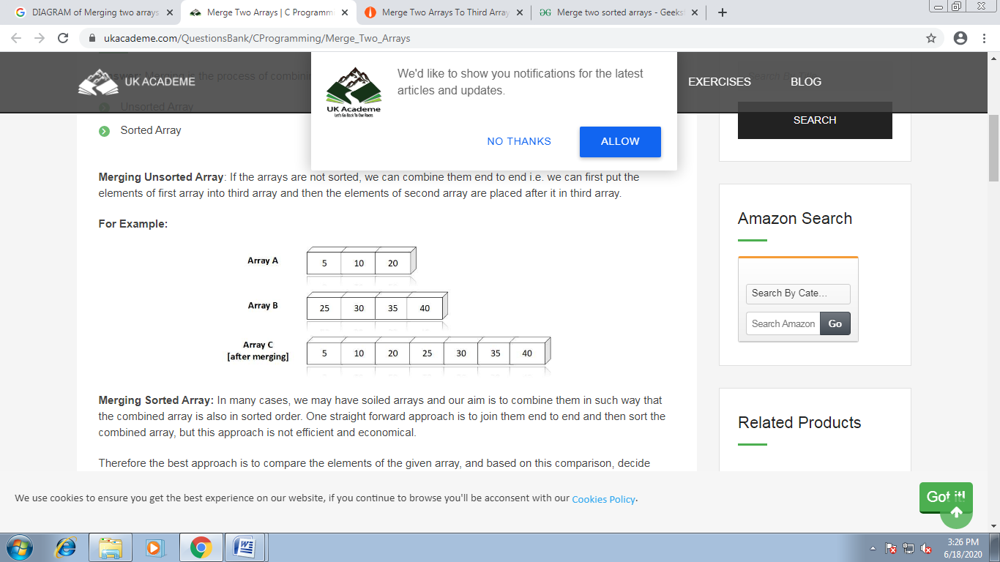 DIAGRAM of Merging two arrays
Merge Two Arrays | C Programmi
Merge Two Arrays To Third Array
Merge two sorted arrays - Geeks
ukacademe.com/QuestionsBank/CProgramming/Merge_Two_Arrays
UK ACADEME
UK Academe
Let's Go Back To Our Roots
We'd like to show you notifications for the latest
articles and updates.
NO THANKS
ALLOW
EXERCISES
BLOG
Answer: Merging is the process of combini
Unsorted Array
Sorted Array
SEARCH
Merging Unsorted Array: If the arrays are not sorted, we can combine them end to end i.e. we can first put the
elements of first array into third array and then the elements of second array are placed after it in third array.
For Example:
Array A
5 10 20
Array B
25 30 35 40
Array C
[after merging]
5 10 20 25 30 35 40
Merging Sorted Array: In many cases, we may have soiled arrays and our aim is to combine them in such way that
the combined array is also in sorted order. One straight forward approach is to join them end to end and then sort the
combined array, but this approach is not efficient and economical.
Therefore the best approach is to compare the elements of the given array, and based on this comparison, decide
Amazon Search
Search By Cate...
Search Amazon
Go
Related Products
We use cookies to ensure you get the best experience on our website, if you continue to browse you'll be acconsent with our Cookies Policy.
Got it!
3:26 PM
6/18/2020